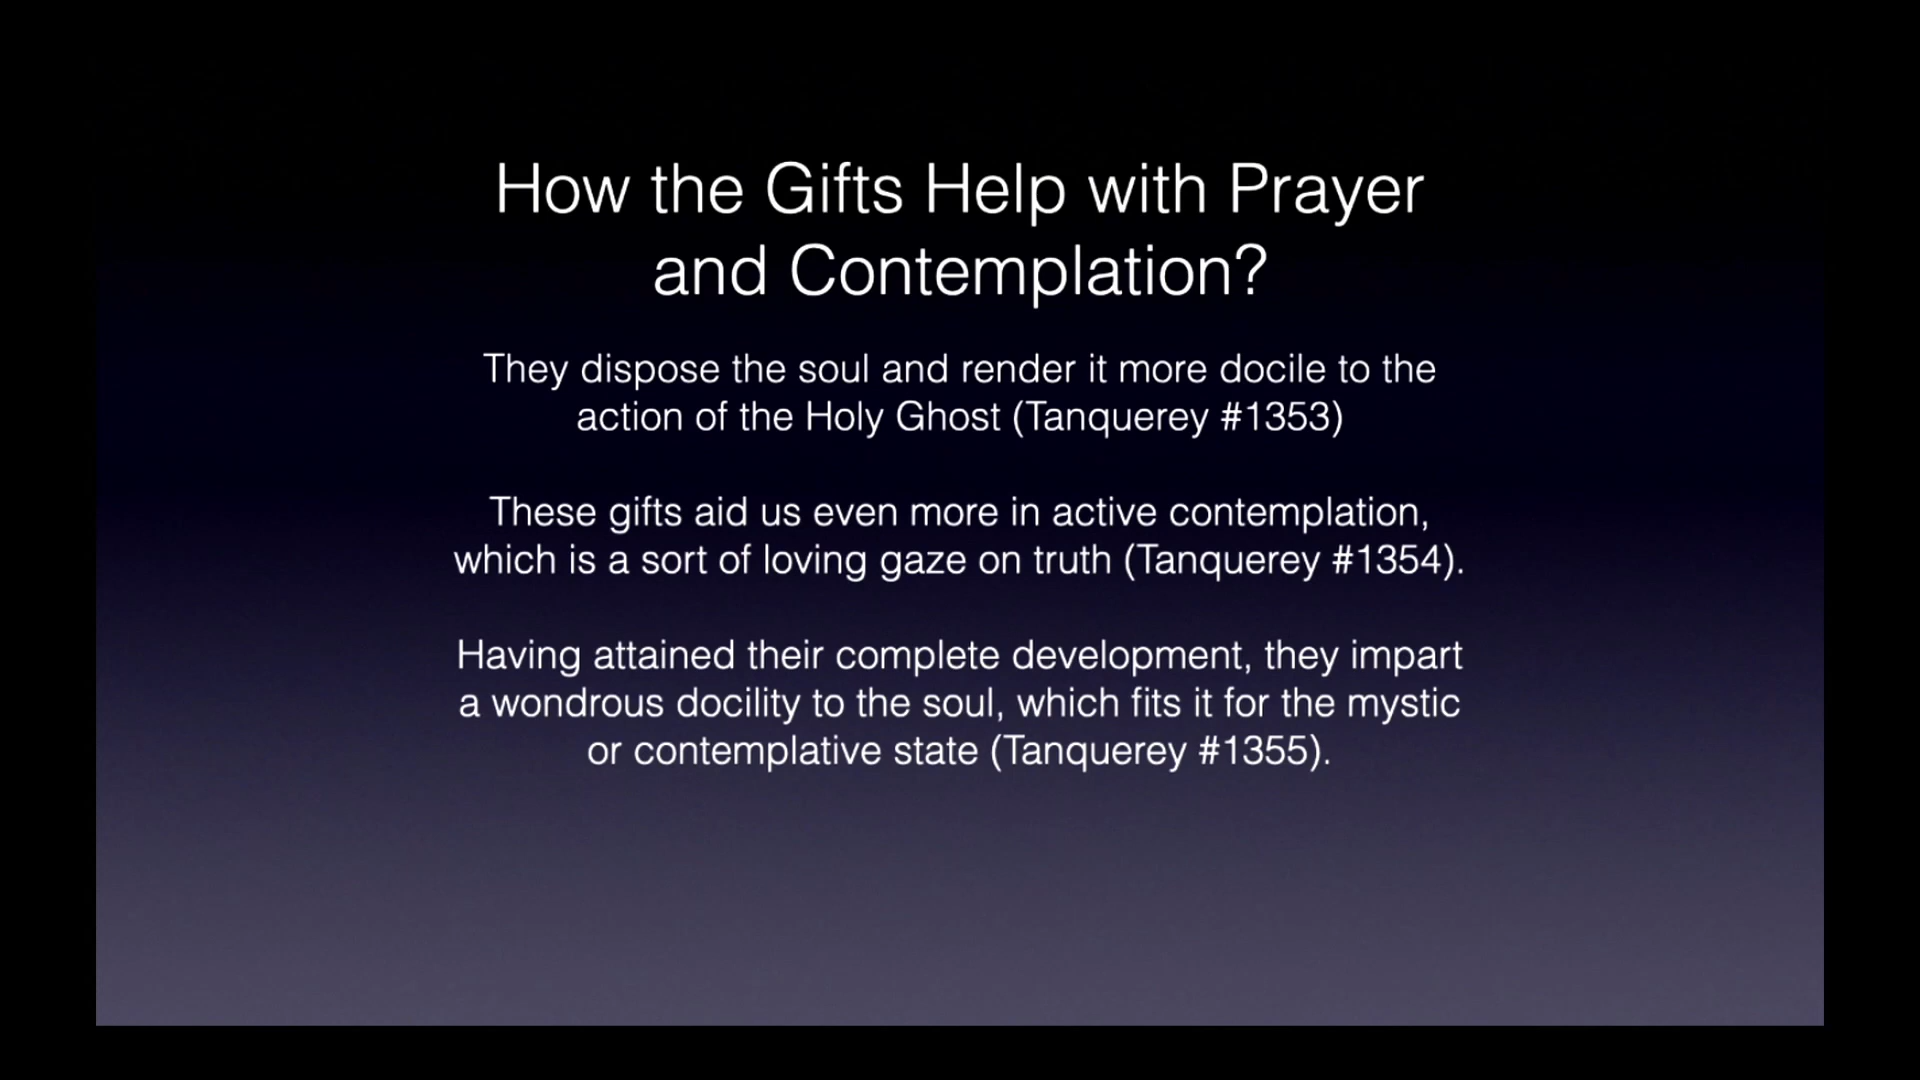 How the Gifts Help with Prayer
and Contemplation?
They dispose the soul and render it more docile to the
action of the Holy Ghost (Tanquerey #1353)
These gifts aid us even more in active contemplation,
which is a sort of loving gaze on truth (Tanquerey #1354).
Having attained their complete development, they impart
a wondrous docility to the soul, which fits it for the mystic
or contemplative state (Tanquerey #1355).